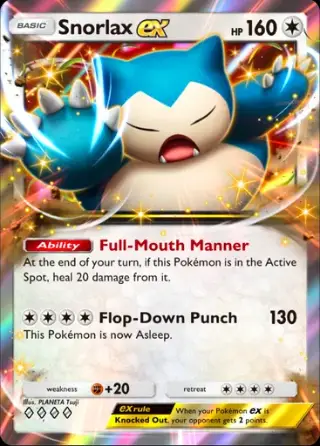 BASIC Snorlax ex HP 160
Ability Full-Mouth Manner
At the end of your turn, if this Pokémon is in the Active
Spot, heal 20 damage from it.
Flop-Down Punch 130
This Pokémon is now Asleep.
weakness +20 retreat
Illus. PLANETA Tsuji
ex rule When your Pokémon ex is
Knocked Out, your opponent gets 2 points.